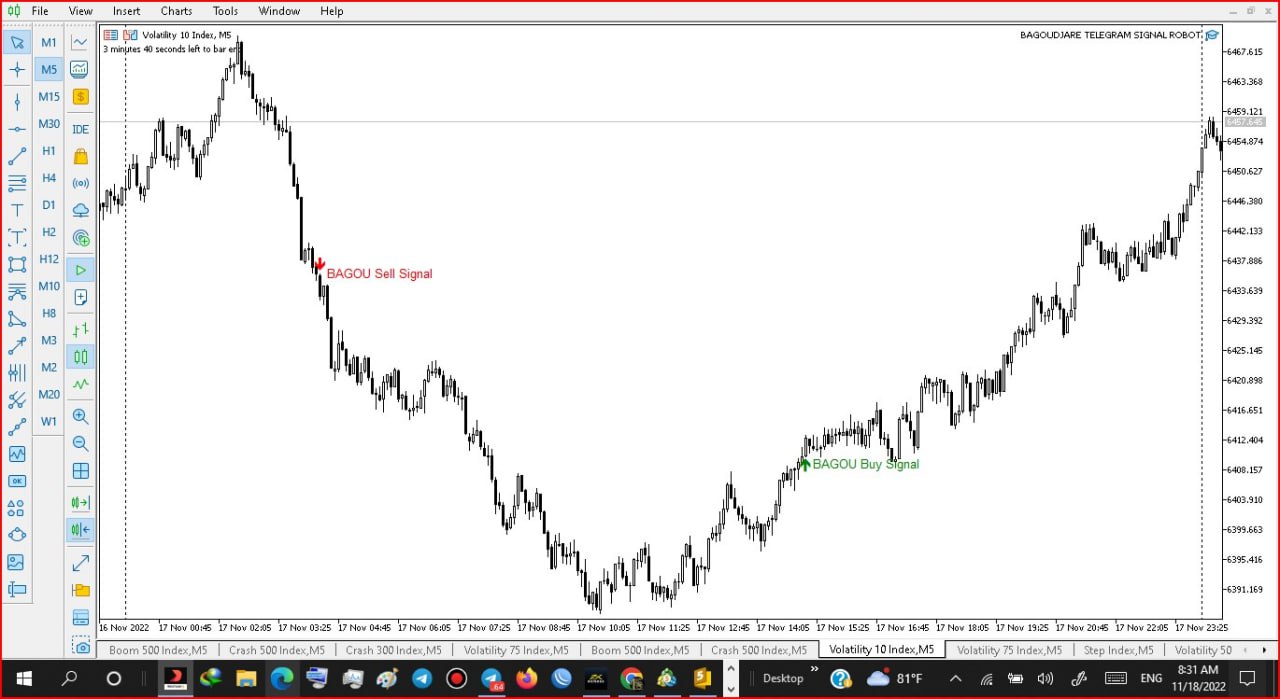 File View Insert Charts Tools Window Help
M1
M5
M15
M30
H1
H4
D1
H2
H12
M10
H8
M3
M2
M20
W1
IDE
OK
Volatility 10 Index, M5
3 minutes 40 seconds left to bar en
BAGOUDJARE TELEGRAM SIGNAL ROBOT
BAGOU Sell Signal
BAGOU Buy Signal
6467.615
6463.368
6459.121
6457.645
6454.874
6450.627
6446.380
6442.133
6437.886
6433.639
6429.392
6425.145
6420.898
6416.651
6412.404
6408.157
6403.910
6399.663
6395.416
6391.169
16 Nov 2022 17 Nov 00:45 17 Nov 02:05 17 Nov 03:25 17 Nov 04:45 17 Nov 06:05 17 Nov 07:25 17 Nov 08:45 17 Nov 10:05 17 Nov 11:25 17 Nov 12:45 17 Nov 14:05 17 Nov 15:25 17 Nov 16:45 17 Nov 18:05 17 Nov 19:25 17 Nov 20:45 17 Nov 22:05 17 Nov 23:25
Boom 500 Index,M5 Crash 500 Index,M5 Crash 300 Index,M5 Volatility 75 Index,M5 Boom 500 Index,M5 Crash 500 Index,M5 Volatility 10 Index,M5 Volatility 75 Index,M5 Step Index,M5 Volatility 50
64
Desktop
81°F
ENG
8:31 AM
11/18/2022